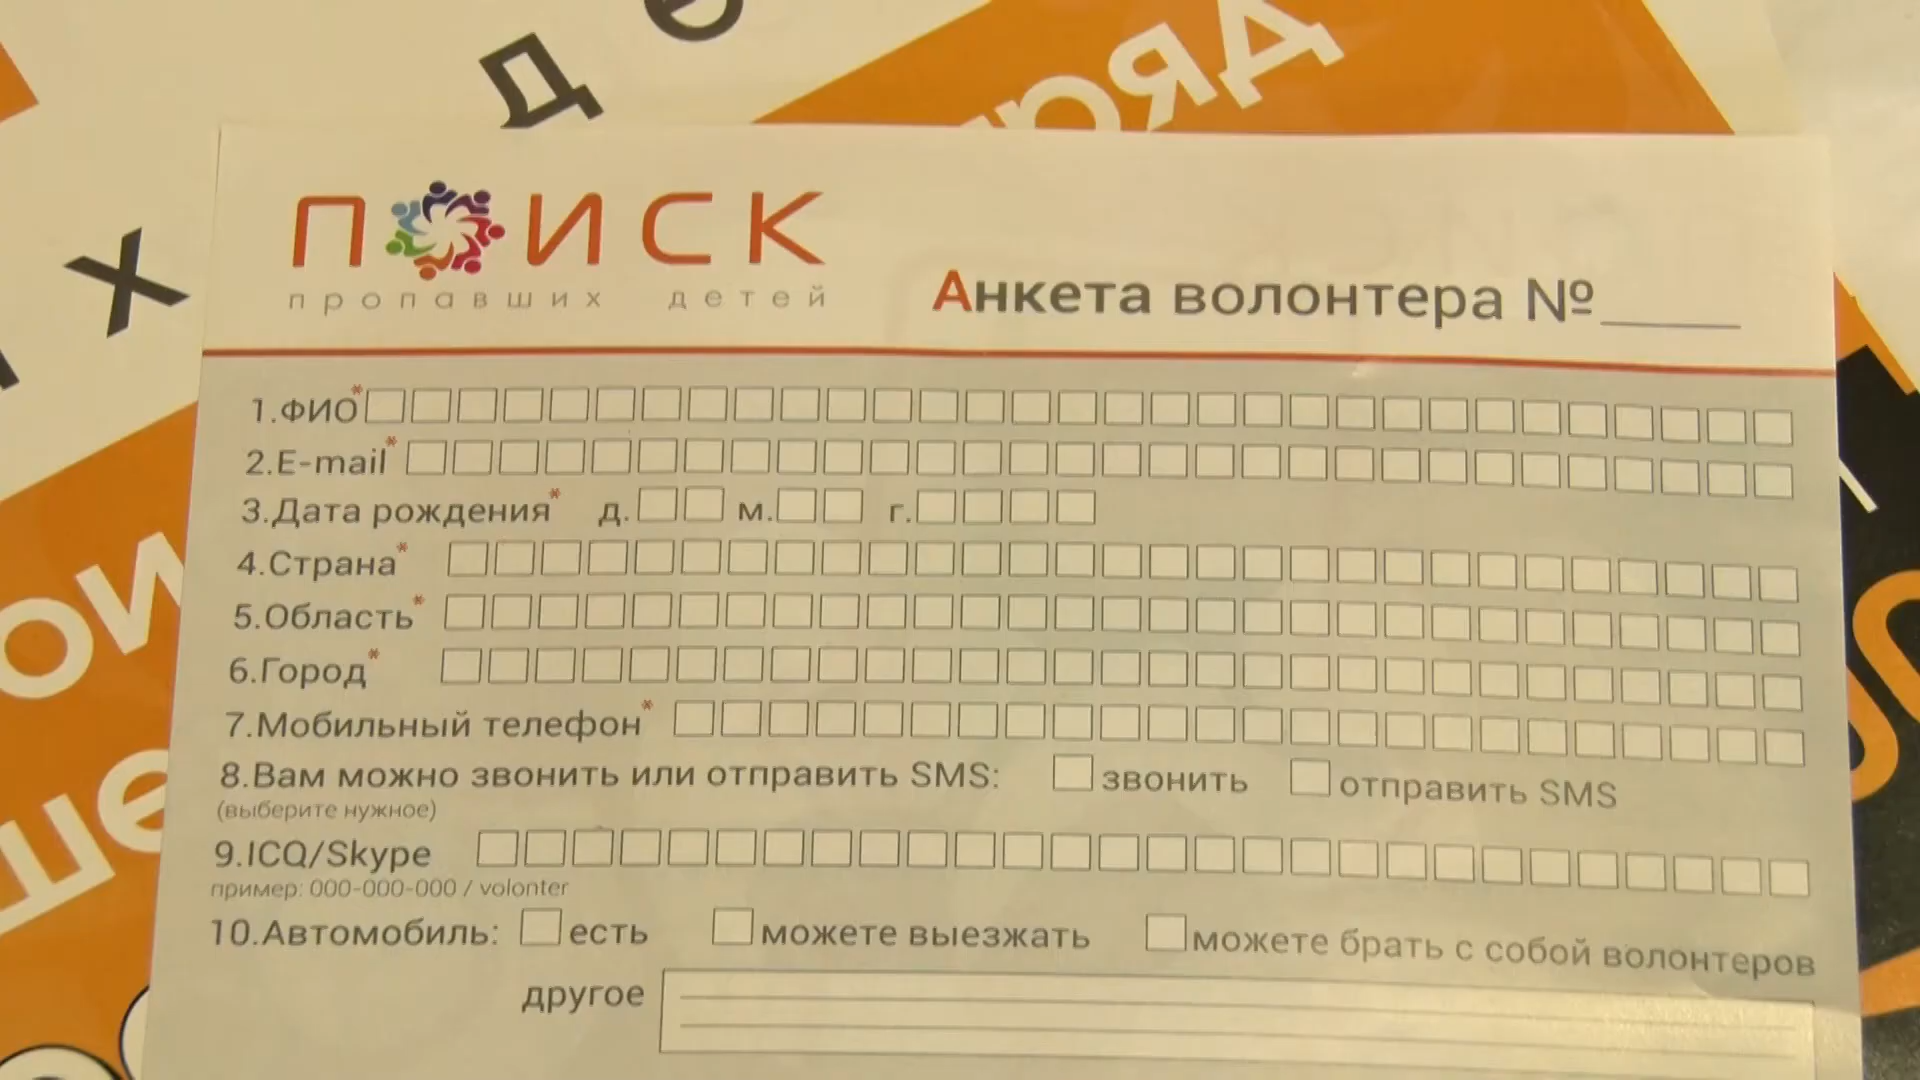 д е
дяо
х
ПОИСК
пропавших детей
Анкета волонтера №_____
1.ФИО*
2.E-mail*
3.Дата рождения* д. м. г.
4.Страна*
5.Область*
6.Город*
7.Мобильный телефон*
8.Вам можно звонить или отправить SMS: звонить отправить SMS
(выберите нужное)
9.ICQ/Skype
пример: 000-000-000 / volonter
10.Автомобиль: есть можете выезжать можете брать с собой волонтеров
другое